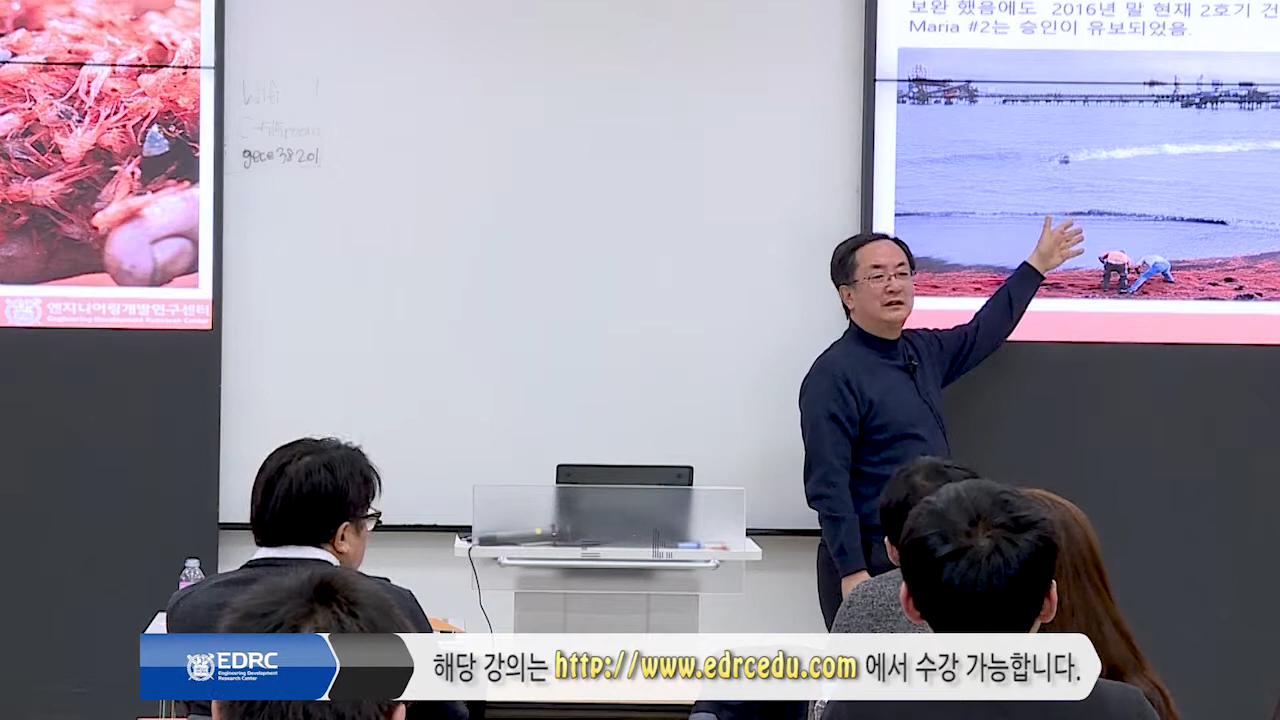 보완 했음에도 2016년 말 현재 2호기 건
Maria #2는 승인이 유보되었음.
Wifi
gece38201
엔지니어링개발연구센터
Engineering Development Research Center
EDRC
Engineering Development
Research Center
해당 강의는 http://www.edrcedu.com 에서 수강 가능합니다.